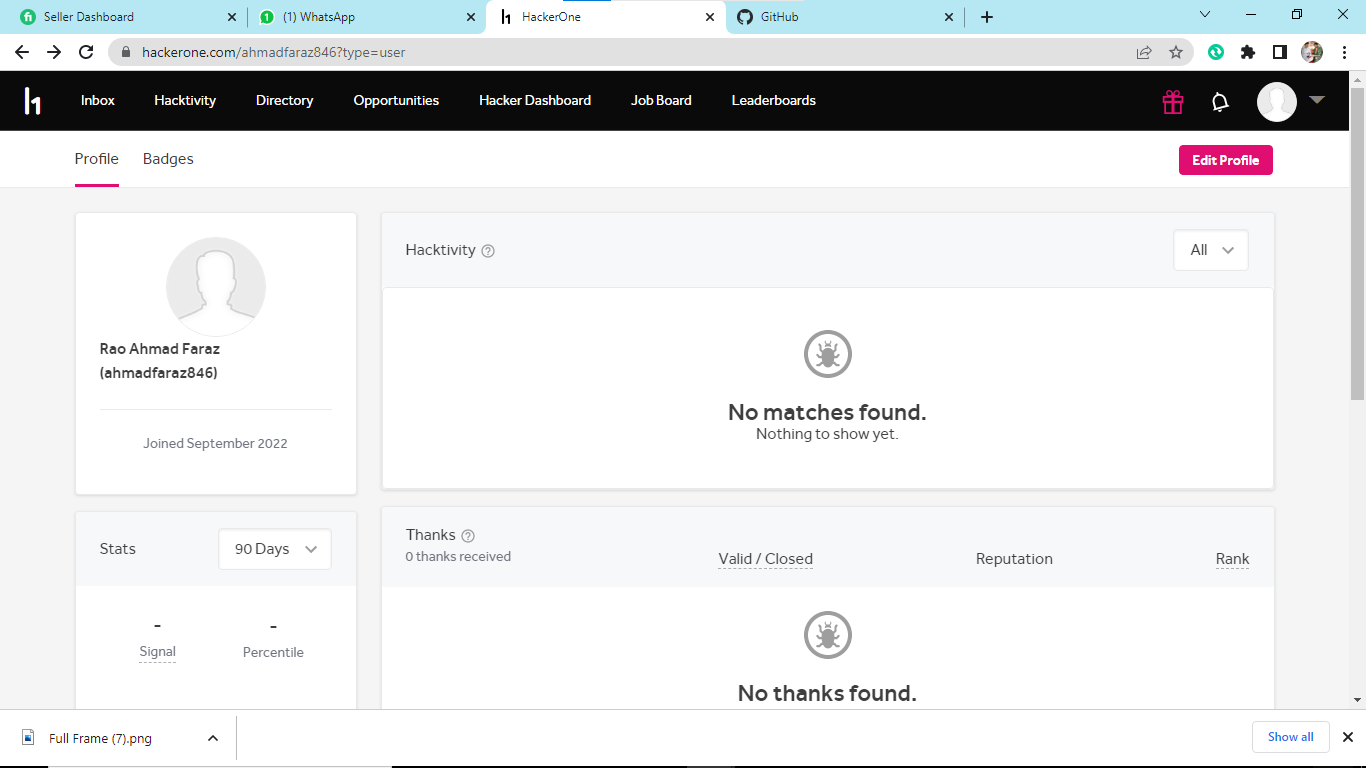 Seller Dashboard
(1) WhatsApp
HackerOne
GitHub
hackerone.com/ahmadfaraz846?type=user
Inbox
Hacktivity
Directory
Opportunities
Hacker Dashboard
Job Board
Leaderboards
Profile
Badges
Edit Profile
Rao Ahmad Faraz
(ahmadfaraz846)
Joined September 2022
Hacktivity
All
No matches found.
Nothing to show yet.
Stats
90 Days
-
Signal
-
Percentile
Thanks
0 thanks received
Valid / Closed
Reputation
Rank
No thanks found.
Full Frame (7).png
Show all